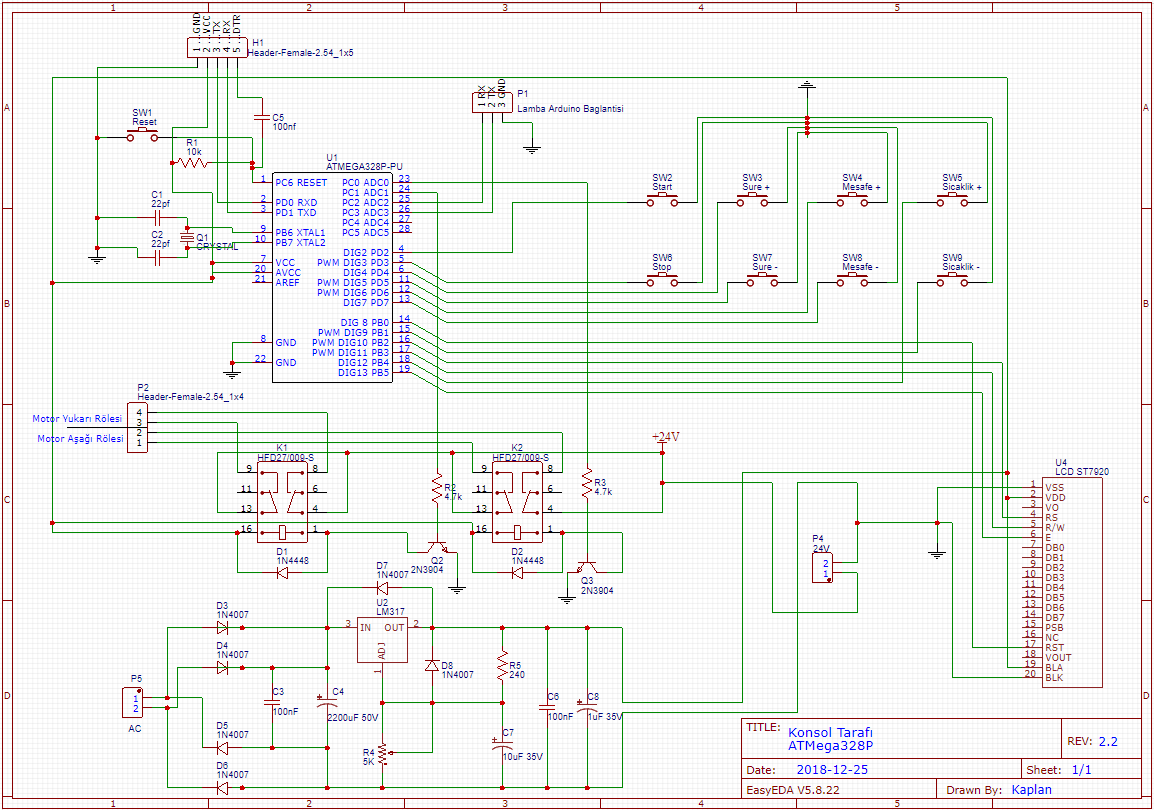 1
2
3
4
5
A
B
C
D
1 GND
2 VCC
3 TX
4 RX
5 DTR
H1
Header-Female-2.54_1x5
SW1
Reset
R1
10k
C5
100nf
1 RX
2 TX
3 GND
P1
Lamba Arduino Baglantisi
C1
22pf
C2
22pf
Q1
CRYSTAL
U1
ATMEGA328P-PU
1 PC6 RESET
2 PD0 RXD
3 PD1 TXD
9 PB6 XTAL1
10 PB7 XTAL2
7 VCC
20 AVCC
21 AREF
8 GND
22 GND
PC0 ADC0 23
PC1 ADC1 24
PC2 ADC2 25
PC3 ADC3 26
PC4 ADC4 27
PC5 ADC5 28
DIG2 PD2 4
PWM DIG3 PD3 5
DIG4 PD4 6
PWM DIG5 PD5 11
PWM DIG6 PD6 12
DIG7 PD7 13
DIG 8 PB0 14
PWM DIG9 PB1 15
PWM DIG10 PB2 16
PWM DIG11 PB3 17
DIG12 PB4 18
DIG13 PB5 19
SW2
Start
SW3
Sure +
SW4
Mesafe +
SW5
Sicaklik +
SW6
Stop
SW7
Sure -
SW8
Mesafe -
SW9
Sicaklik -
P2
Header-Female-2.54_1x4
4
3
2
1
Motor Yukarı Rölesi
Motor Aşağı Rölesi
K1
HFD27/009-S
9 8
11 6
13 4
16 1
D1
1N4448
K2
HFD27/009-S
9 8
11 6
13 4
16 1
D2
1N4448
R2
4.7k
R3
4.7k
Q2
2N3904
Q3
2N3904
+24V
P4
24V
2
1
U4
LCD ST7920
1 VSS
2 VDD
3 VO
4 RS
5 R/W
6 E
7 DB0
8 DB1
9 DB2
10 DB3
11 DB4
12 DB5
13 DB6
14 DB7
15 PSB
16 NC
17 RST
18 VOUT
19 BLA
20 BLK
D7
1N4007
U2
LM317
3 IN OUT 2
ADJ
1
D3
1N4007
D4
1N4007
D5
1N4007
D6
1N4007
P5
1
2
AC
C3
100nF
C4
2200uF 50V
D8
1N4007
R4
5K
R5
240
C7
10uF 35V
C6
100nF
C8
1uF 35V
TITLE:
Konsol Tarafı
ATMega328P
REV: 2.2
Date: 2018-12-25
Sheet: 1/1
EasyEDA V5.8.22
Drawn By: Kaplan
1
2
3
4
5
A
B
C
D